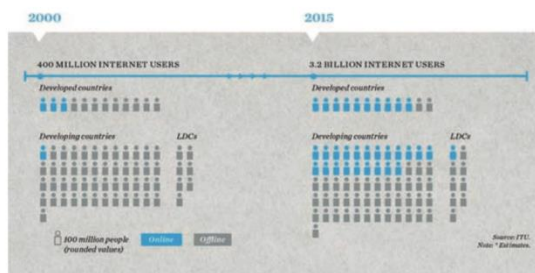 2000
2015
400 MILLION INTERNET USERS
3.2 BILLION INTERNET USERS
Developed countries
Developed countries
Developing countries
LDCs
Developing countries
LDCs
100 million people
(rounded values)
Online
Offline
Source: ITU.
Note: * Estimates.